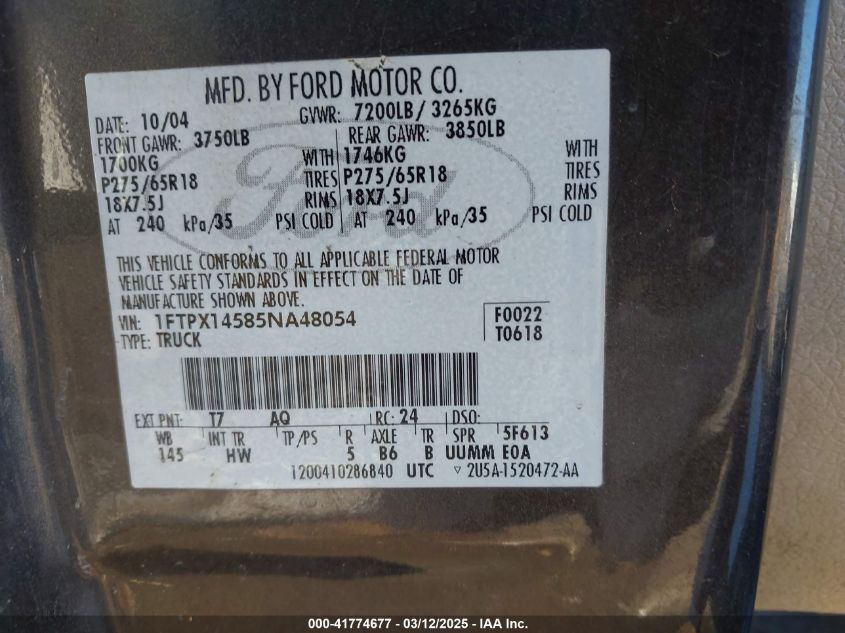 MFD. BY FORD MOTOR CO.
DATE: 10/04 GVWR: 7200LB/ 3265KG
FRONT GAWR: 3750LB REAR GAWR: 3850LB
1700KG WITH 1746KG WITH
P275/65R18 TIRES P275/65R18 TIRES
18X7.5J RIMS 18X7.5J RIMS
AT 240 kPa/35 PSI COLD AT 240 kPa/35 PSI COLD
Ford
THIS VEHICLE CONFORMS TO ALL APPLICABLE FEDERAL MOTOR
VEHICLE SAFETY STANDARDS IN EFFECT ON THE DATE OF
MANUFACTURE SHOWN ABOVE.
VIN: 1FTPX14585NA48054 F0022
TYPE: TRUCK T0618
EXT PNT: T7 AQ RC: 24 DSO:
WB INT TR TP/PS R AXLE TR SPR 5F613
145 HW 5 B6 B UUMM EOA
1200410286840 UTC ▽ 2U5A-1520472-AA
000-41774677 - 03/12/2025 - IAA Inc.